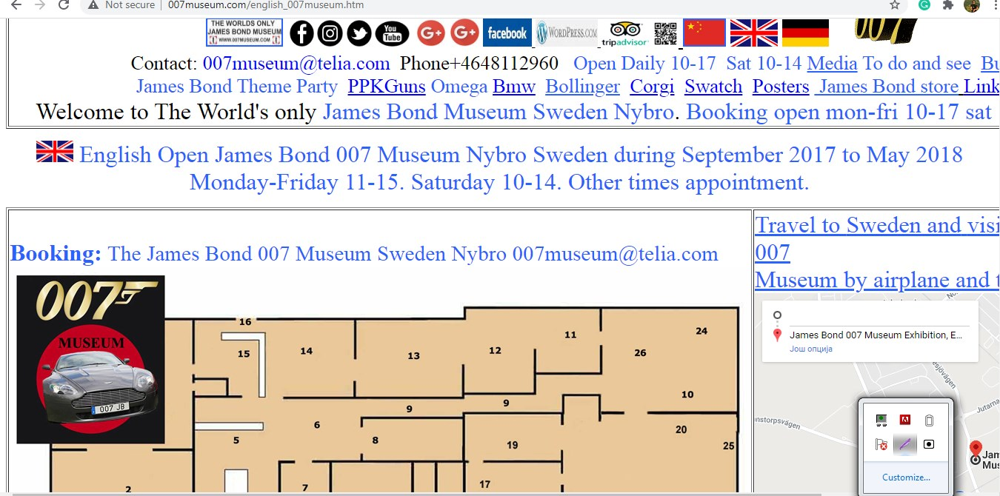 Not secure | 007museum.com/english_007museum.htm
THE WORLDS ONLY
JAMES BOND MUSEUM
WWW.007MUSEUM.COM
You
Tube
G+
G+
facebook
WORDPRESS.COM
tripadvisor
007
Contact: 007museum@telia.com Phone+4648112960 Open Daily 10-17 Sat 10-14 Media To do and see Bu
James Bond Theme Party PPKGuns Omega Bmw Bollinger Corgi Swatch Posters James Bond store Link
Welcome to The World's only James Bond Museum Sweden Nybro. Booking open mon-fri 10-17 sat
English Open James Bond 007 Museum Nybro Sweden during September 2017 to May 2018
Monday-Friday 11-15. Saturday 10-14. Other times appointment.
Booking: The James Bond 007 Museum Sweden Nybro 007museum@telia.com
007
MUSEUM
007 JB
16
15
14
13
12
11
24
26
10
9
9
6
5
8
19
20
25
2
7
17
Travel to Sweden and visi
007
Museum by airplane and t
James Bond 007 Museum Exhibition, E...
Још опција
esjövägen
Jutarna
anstorpsvägen
Jam
Mus
Customize...